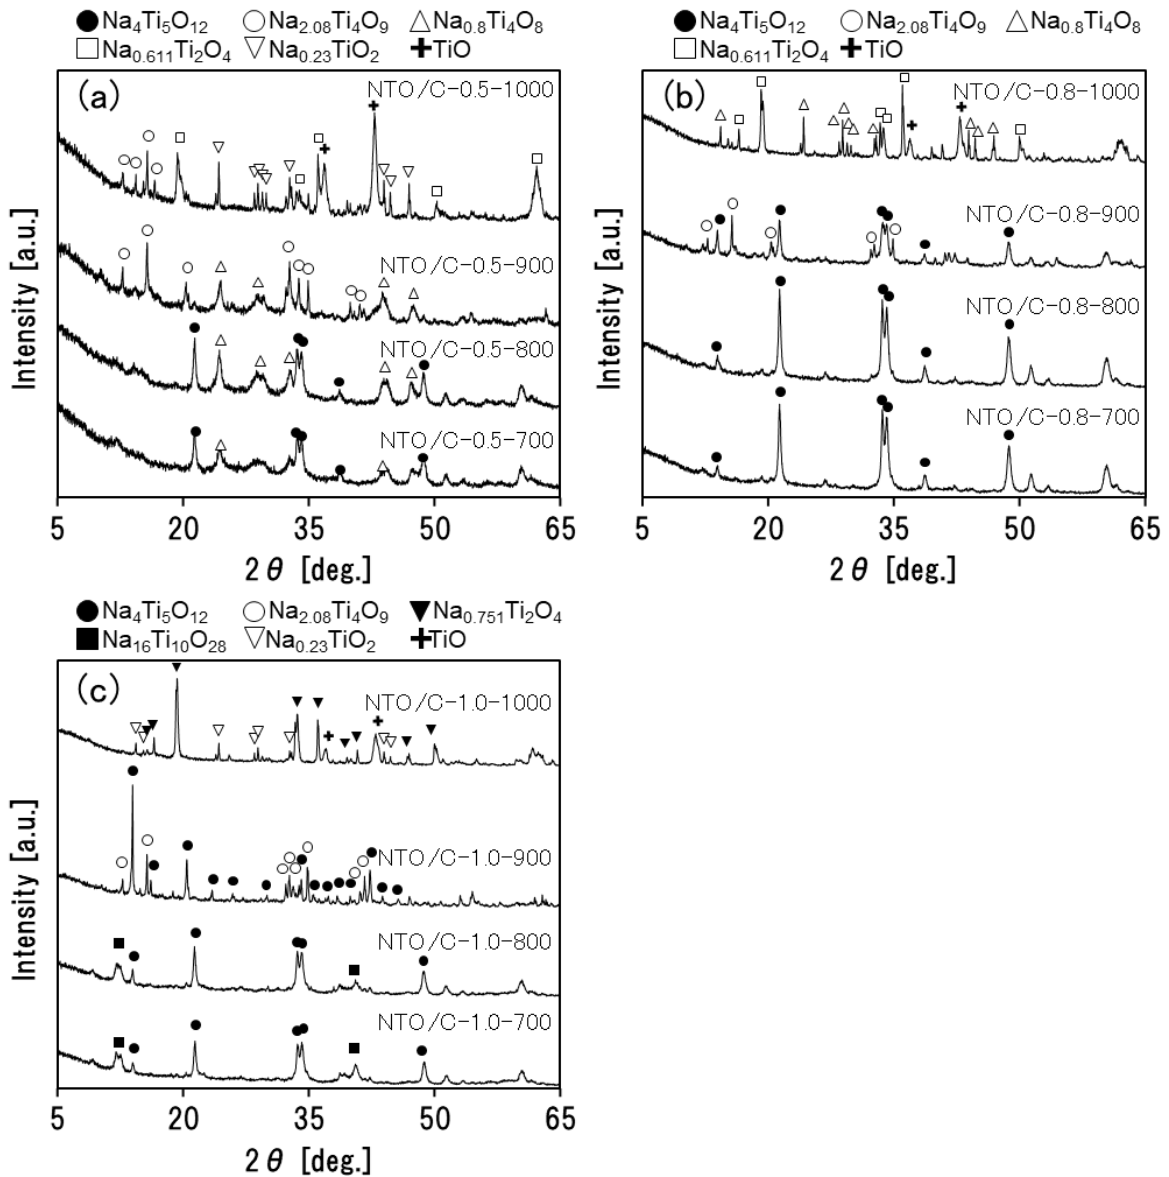 ● Na₄Ti₅O₁₂ ○ Na₂.₀₈Ti₄O₉ △ Na₀.₈Ti₄O₈
□ Na₀.₆₁₁Ti₂O₄ ▽ Na₀.₂₃TiO₂ ✚ TiO
(a)
NTO/C-0.5-1000
NTO/C-0.5-900
NTO/C-0.5-800
NTO/C-0.5-700
Intensity [a.u.]
5 20 35 50 65
2θ [deg.]
● Na₄Ti₅O₁₂ ○ Na₂.₀₈Ti₄O₉ △ Na₀.₈Ti₄O₈
□ Na₀.₆₁₁Ti₂O₄ ✚ TiO
(b)
NTO/C-0.8-1000
NTO/C-0.8-900
NTO/C-0.8-800
NTO/C-0.8-700
Intensity [a.u.]
5 20 35 50 65
2θ [deg.]
● Na₄Ti₅O₁₂ ○ Na₂.₀₈Ti₄O₉ ▼ Na₀.₇₅₁Ti₂O₄
■ Na₁₆Ti₁₀O₂₈ ▽ Na₀.₂₃TiO₂ ✚ TiO
(c)
NTO/C-1.0-1000
NTO/C-1.0-900
NTO/C-1.0-800
NTO/C-1.0-700
Intensity [a.u.]
5 20 35 50 65
2θ [deg.]